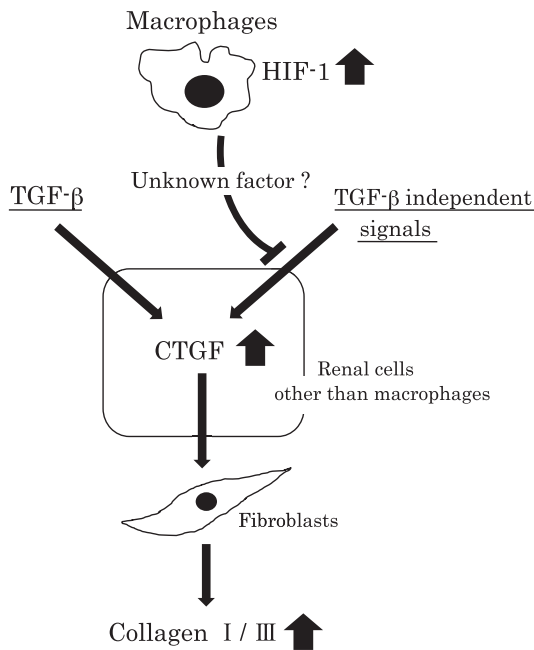 Macrophages
HIF-1
Unknown factor ?
TGF-β
TGF-β independent
signals
CTGF
Renal cells
other than macrophages
Fibroblasts
Collagen Ⅰ / Ⅲ